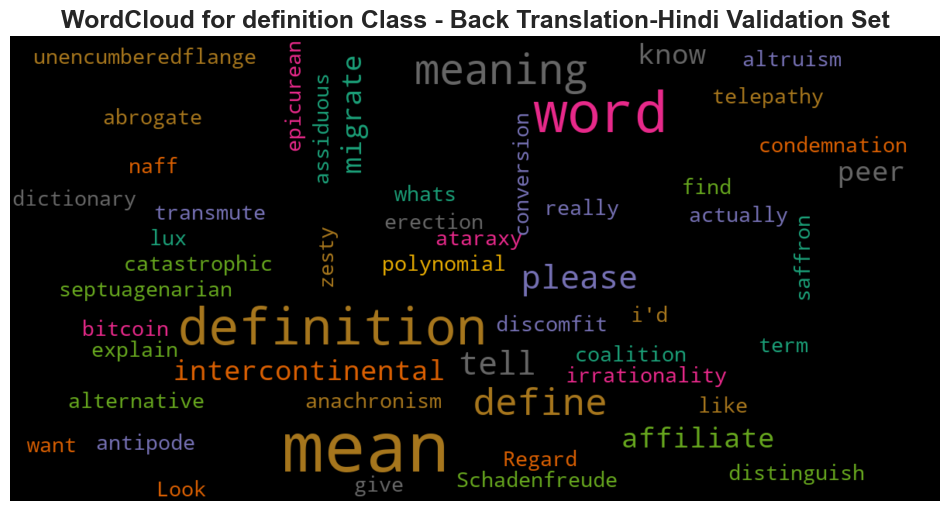 WordCloud for definition Class - Back Translation-Hindi Validation Set
unencumberedflange
epicurean
assiduous
migrate
meaning
know
altruism
telepathy
word
abrogate
conversion
condemnation
naff
peer
dictionary
whats
find
transmute
really
actually
erection
lux
ataraxy
saffron
zesty
catastrophic
polynomial
please
septuagenarian
definition
i'd
discomfit
bitcoin
term
explain
coalition
tell
intercontinental
irrationality
alternative
anachronism
define
like
mean
affiliate
want
antipode
Regard
distinguish
Schadenfreude
give
Look